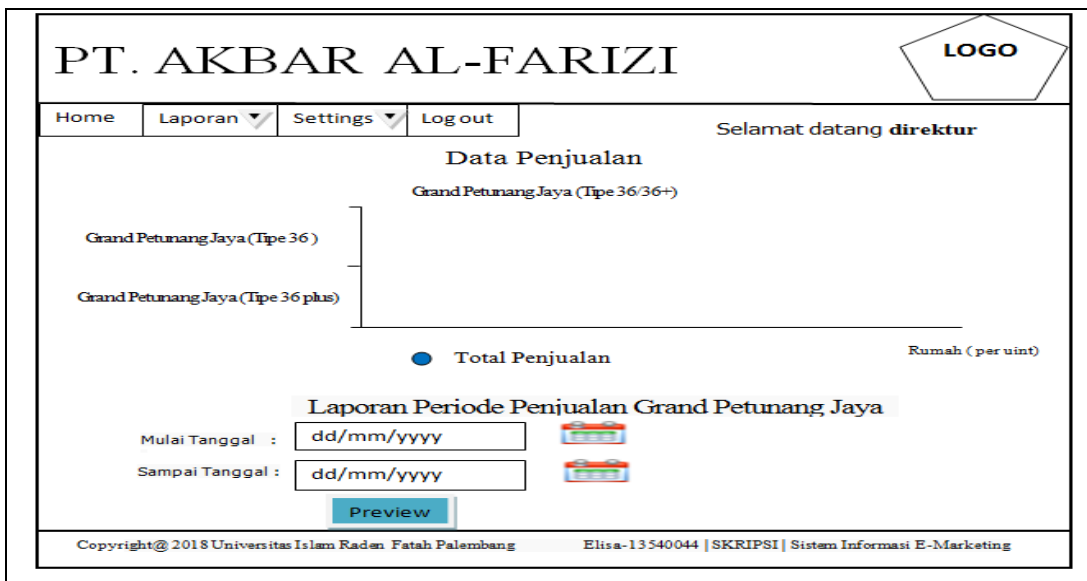 PT. AKBAR AL-FARIZI
LOGO
Home Laporan Settings Log out
Selamat datang direktur
Data Penjualan
Grand Petunang Jaya (Tipe 36/36+)
Grand Petunang Jaya (Tipe 36 )
Grand Petunang Jaya (Tipe 36 plus)
Total Penjualan
Rumah ( per uint)
Laporan Periode Penjualan Grand Petunang Jaya
Mulai Tanggal : dd/mm/yyyy
Sampai Tanggal : dd/mm/yyyy
Preview
Copyright@ 2018 Universitas Islam Raden Fatah Palembang Elisa-13540044 | SKRIPSI | Sistem Informasi E-Marketing